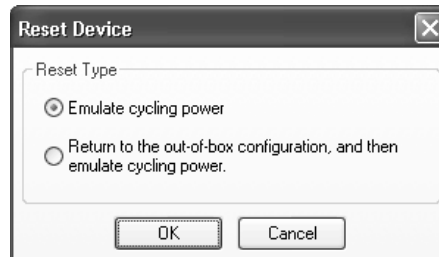 Reset Device
Reset Type
Emulate cycling power
Return to the out-of-box configuration, and then
emulate cycling power.
OK
Cancel